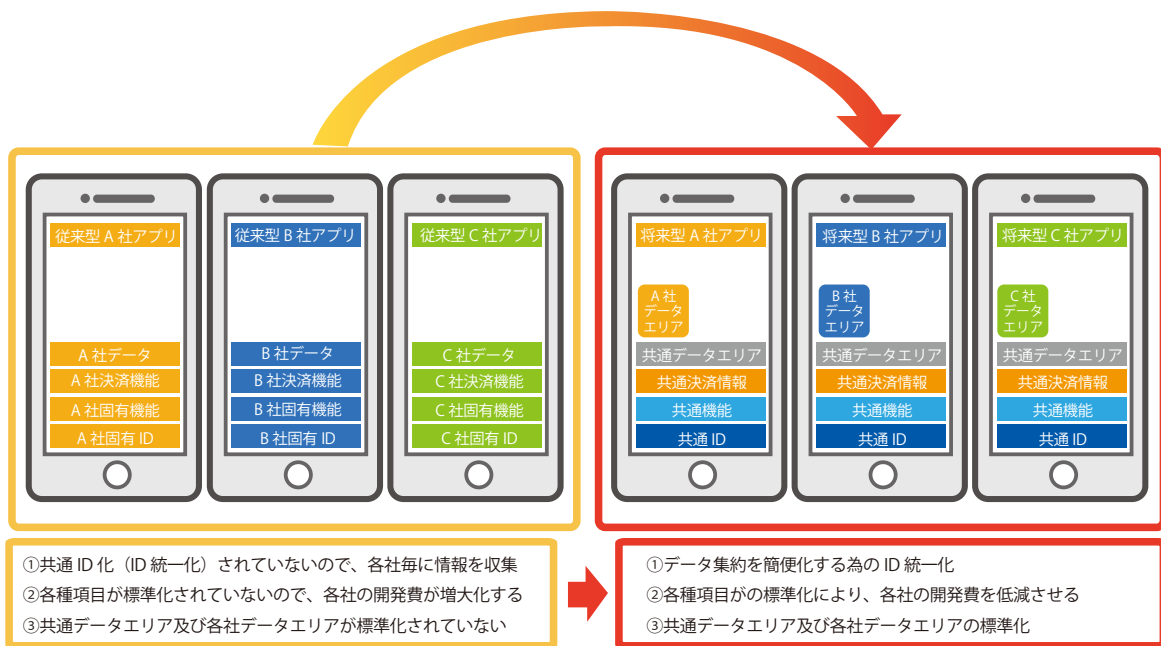 従来型 A 社アプリ
A 社データ
A 社決済機能
A 社固有機能
A 社固有 ID
従来型 B 社アプリ
B 社データ
B 社決済機能
B 社固有機能
B 社固有 ID
従来型 C 社アプリ
C 社データ
C 社決済機能
C 社固有機能
C 社固有 ID
将来型 A 社アプリ
A 社
データ
エリア
共通データエリア
共通決済情報
共通機能
共通 ID
将来型 B 社アプリ
B 社
データ
エリア
共通データエリア
共通決済情報
共通機能
共通 ID
将来型 C 社アプリ
C 社
データ
エリア
共通データエリア
共通決済情報
共通機能
共通 ID
①共通 ID 化（ID 統一化）されていないので、各社毎に情報を収集
②各種項目が標準化されていないので、各社の開発費が増大化する
③共通データエリア及び各社データエリアが標準化されていない
①データ集約を簡便化する為の ID 統一化
②各種項目がの標準化により、各社の開発費を低減させる
③共通データエリア及び各社データエリアの標準化